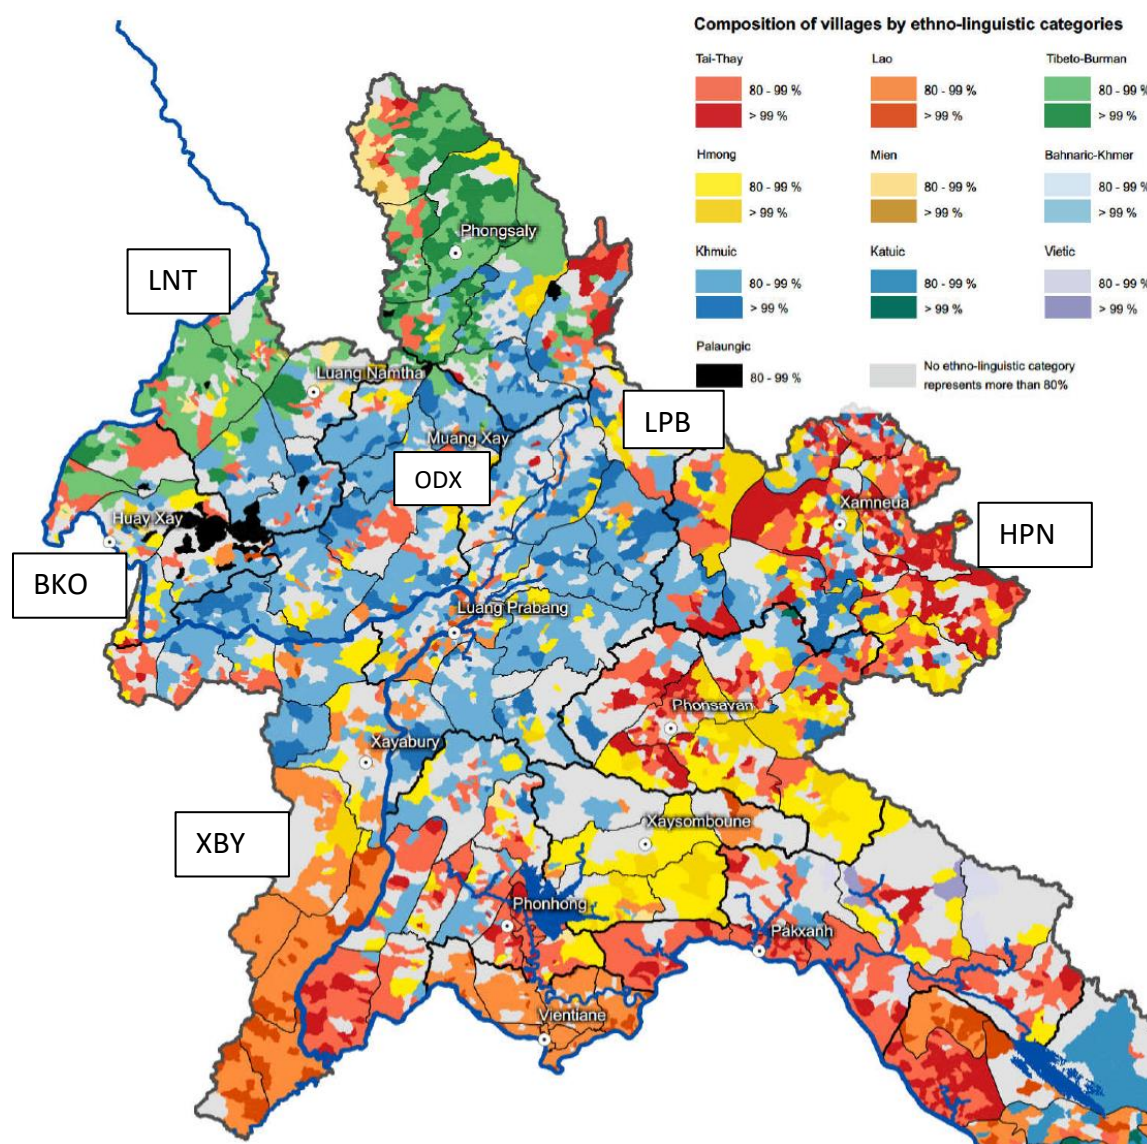 Composition of villages by ethno-linguistic categories
Tai-Thay
80 - 99 %
> 99 %
Lao
80 - 99 %
> 99 %
Tibeto-Burman
80 - 99 %
> 99 %
Hmong
80 - 99 %
> 99 %
Mien
80 - 99 %
> 99 %
Bahnaric-Khmer
80 - 99 %
> 99 %
Khmuic
80 - 99 %
> 99 %
Katuic
80 - 99 %
> 99 %
Vietic
80 - 99 %
> 99 %
Palaungic
80 - 99 %
No ethno-linguistic category
represents more than 80%
Phongsaly
LNT
Luang Namtha
LPB
Muang Xay
ODX
Xamneua
Huay Xay
HPN
BKO
Luang Prabang
Phonsavan
Xayabury
XBY
Xaysomboune
Phonhong
Pakxanh
Vientiane